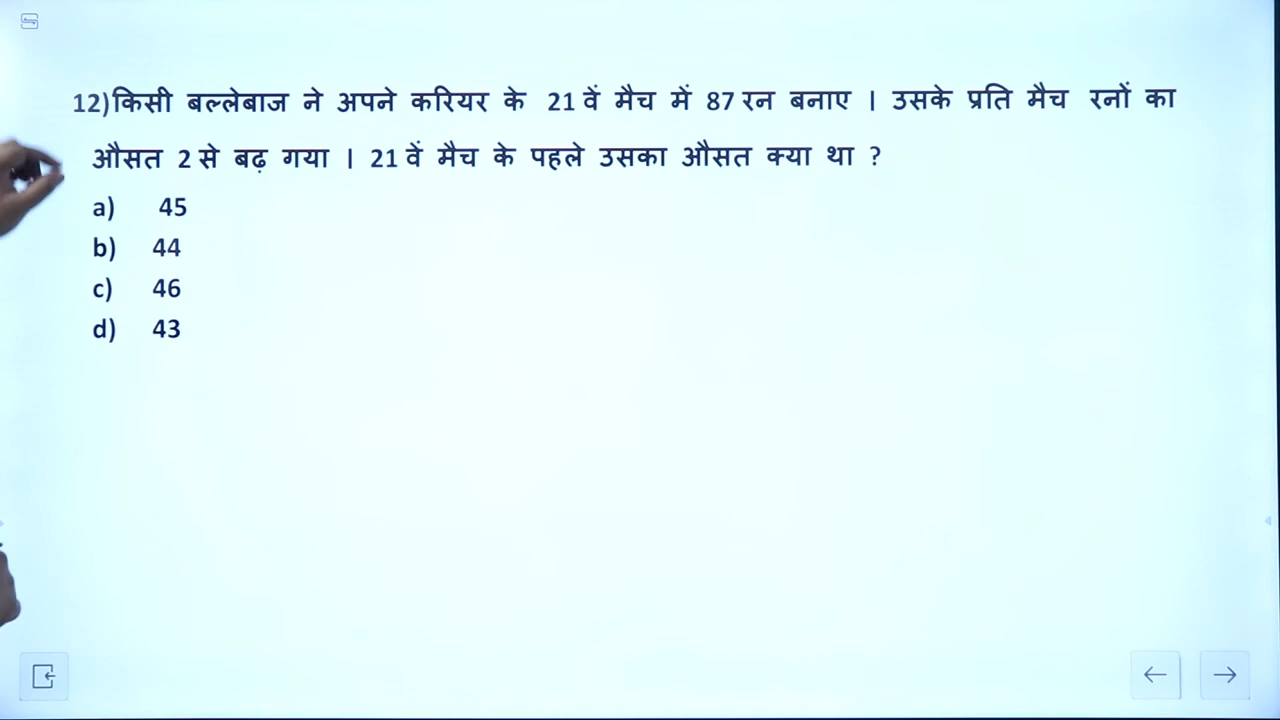 12)किसी बल्लेबाज ने अपने करियर के 21 वें मैच में 87 रन बनाए । उसके प्रति मैच रनों का
औसत 2 से बढ़ गया । 21 वें मैच के पहले उसका औसत क्या था ?
a) 45
b) 44
c) 46
d) 43